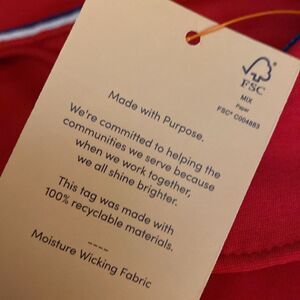 FSC
MIX
Paper
FSC® C004883
Made with Purpose.
We're committed to helping the
communities we serve because
when we work together,
we all shine brighter.
This tag was made with
100% recyclable materials.
----
Moisture Wicking Fabric